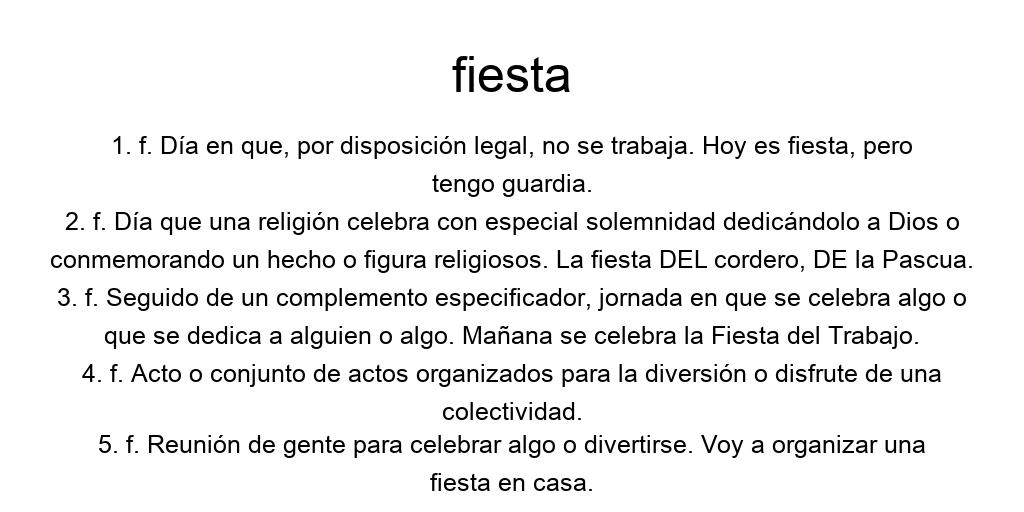 fiesta
1. f. Día en que, por disposición legal, no se trabaja. Hoy es fiesta, pero
tengo guardia.
2. f. Día que una religión celebra con especial solemnidad dedicándolo a Dios o
conmemorando un hecho o figura religiosos. La fiesta DEL cordero, DE la Pascua.
3. f. Seguido de un complemento especificador, jornada en que se celebra algo o
que se dedica a alguien o algo. Mañana se celebra la Fiesta del Trabajo.
4. f. Acto o conjunto de actos organizados para la diversión o disfrute de una
colectividad.
5. f. Reunión de gente para celebrar algo o divertirse. Voy a organizar una
fiesta en casa.